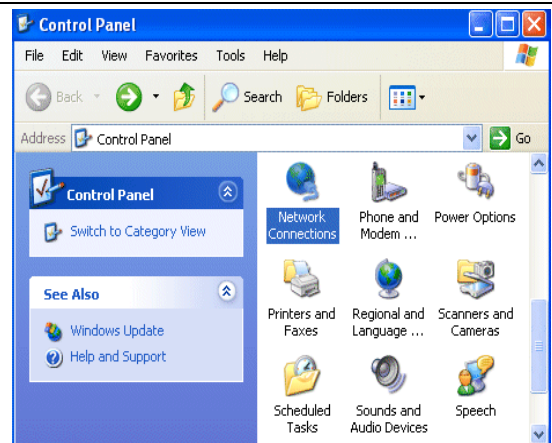 Control Panel
File Edit View Favorites Tools Help
Back Search Folders
Address Control Panel Go
Control Panel
Switch to Category View
See Also
Windows Update
Help and Support
Network
Connections
Phone and
Modem ...
Power Options
Printers and
Faxes
Regional and
Language ...
Scanners and
Cameras
Scheduled
Tasks
Sounds and
Audio Devices
Speech